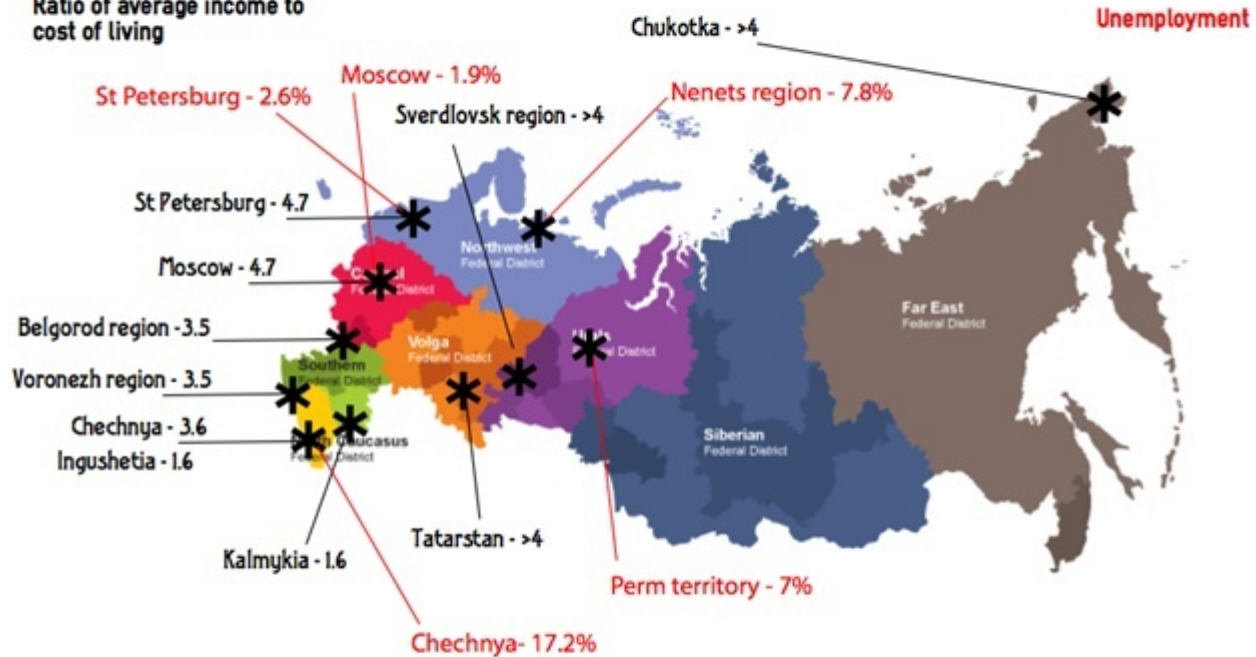 Ratio of average income to
cost of living
Unemployment
Chukotka - >4
Moscow - 1.9%
St Petersburg - 2.6%
Nenets region - 7.8%
Sverdlovsk region - >4
St Petersburg - 4.7
Northwest
Federal District
Moscow - 4.7
Federal District
Belgorod region -3.5
Far East
Federal District
Volga
Federal District
Federal District
Southern
Federal District
Voronezh region - 3.5
Chechnya - 3.6
Ingushetia - 1.6
Caucasus
Federal District
Siberian
Federal District
Kalmykia - 1.6
Tatarstan - >4
Perm territory - 7%
Chechnya- 17.2%